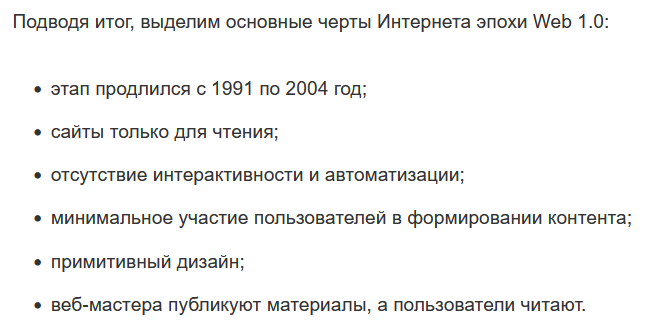 Подводя итог, выделим основные черты Интернета эпохи Web 1.0:
• этап продлился с 1991 по 2004 год;
• сайты только для чтения;
• отсутствие интерактивности и автоматизации;
• минимальное участие пользователей в формировании контента;
• примитивный дизайн;
• веб-мастера публикуют материалы, а пользователи читают.